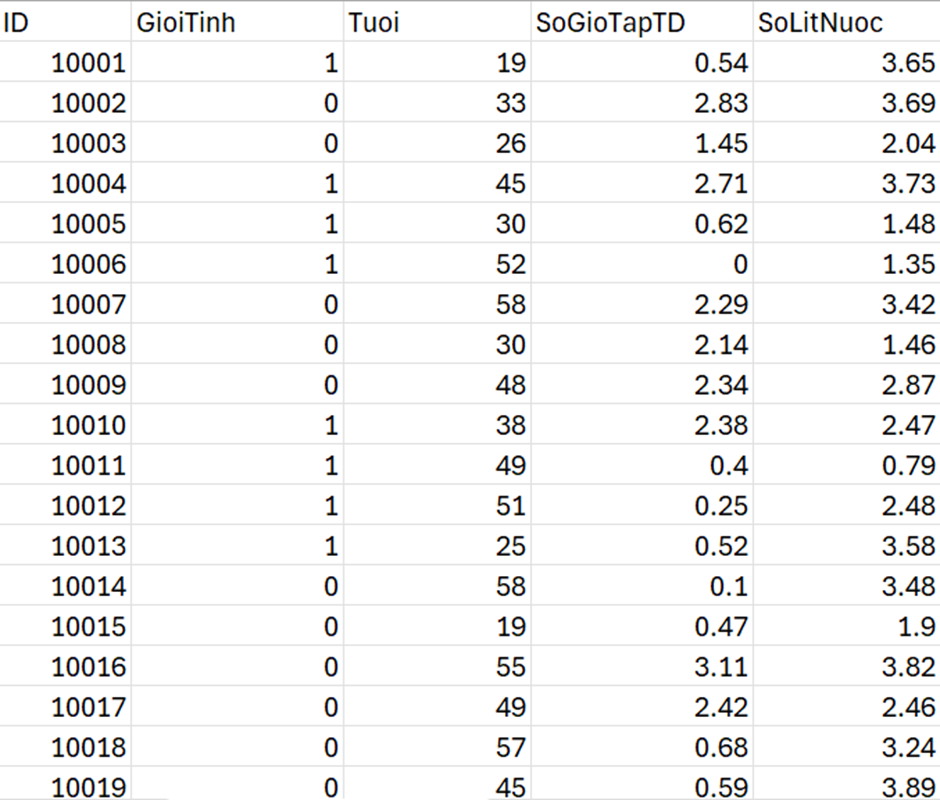 ID GioiTinh Tuoi SoGioTapTD SoLitNuoc
10001 1 19 0.54 3.65
10002 0 33 2.83 3.69
10003 0 26 1.45 2.04
10004 1 45 2.71 3.73
10005 1 30 0.62 1.48
10006 1 52 0 1.35
10007 0 58 2.29 3.42
10008 0 30 2.14 1.46
10009 0 48 2.34 2.87
10010 1 38 2.38 2.47
10011 1 49 0.4 0.79
10012 1 51 0.25 2.48
10013 1 25 0.52 3.58
10014 0 58 0.1 3.48
10015 0 19 0.47 1.9
10016 0 55 3.11 3.82
10017 0 49 2.42 2.46
10018 0 57 0.68 3.24
10019 0 45 0.59 3.89